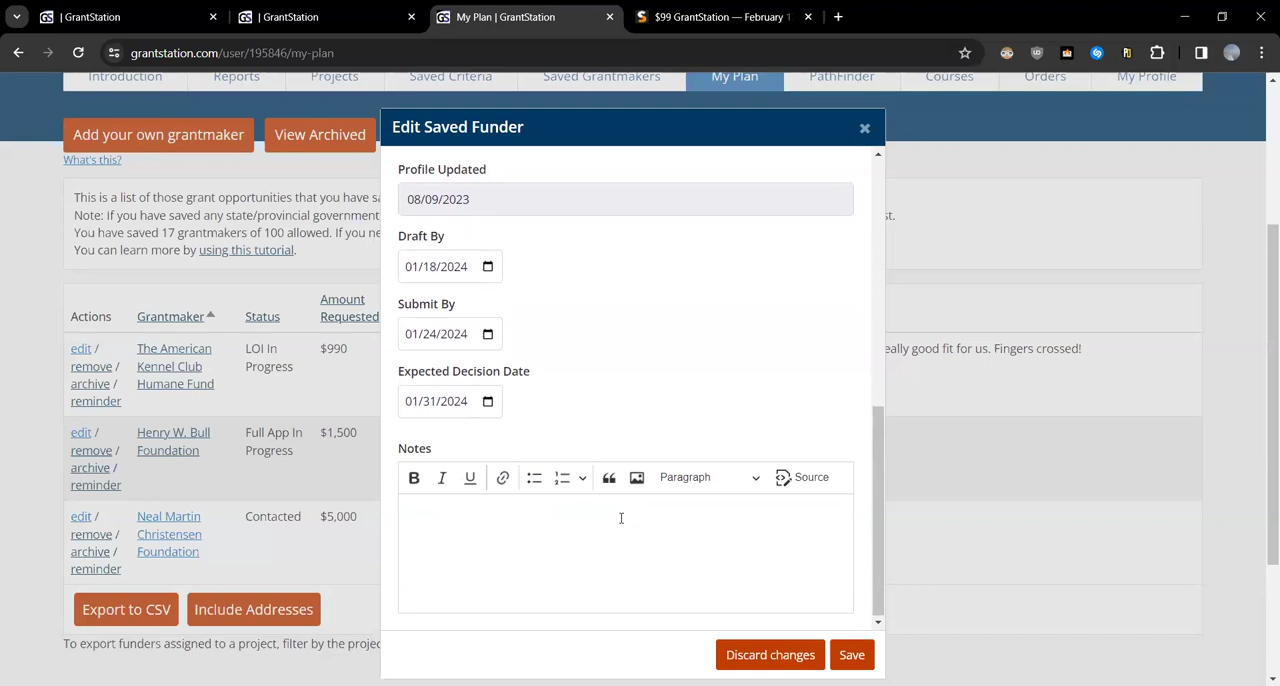 | GrantStation
| GrantStation
My Plan | GrantStation
$99 GrantStation — February 1
grantstation.com/user/195846/my-plan
Introduction
Reports
Projects
Saved Criteria
Saved Grantmakers
My Plan
PathFinder
Courses
Orders
My Profile
Add your own grantmaker
View Archived
What's this?
This is a list of those grant opportunities that you have s
Note: If you have saved any state/provincial government
st.
You have saved 17 grantmakers of 100 allowed. If you ne
You can learn more by using this tutorial.
Actions
Grantmaker
Status
Amount
Requested
edit /
remove /
archive /
reminder
The American
Kennel Club
Humane Fund
LOI In
Progress
$990
eally good fit for us. Fingers crossed!
edit /
remove /
archive /
reminder
Henry W. Bull
Foundation
Full App In
Progress
$1,500
edit /
remove /
archive /
reminder
Neal Martin
Christensen
Foundation
Contacted
$5,000
Export to CSV
Include Addresses
To export funders assigned to a project, filter by the projec
Edit Saved Funder
Profile Updated
08/09/2023
Draft By
01/18/2024
Submit By
01/24/2024
Expected Decision Date
01/31/2024
Notes
B I U
Paragraph
Source
Discard changes
Save